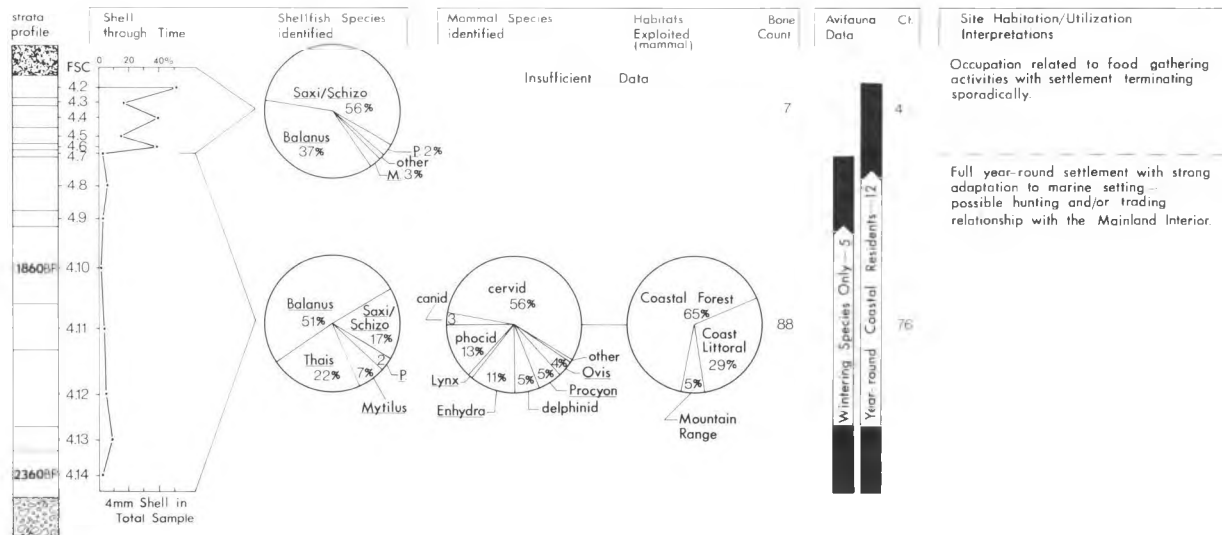 strata
profile
Shell
through Time
Shellfish Species
identified
Mammal Species
identified
Habitats
Exploited
(mammal)
Bone
Count
Avifauna Ct.
Data
Site Habitation/Utilization
Interpretations
FSC
0 20 40%
4.2
4.3
4.4
4.5
4.6
4.7
4.8
4.9
4.10
4.11
4.12
4.13
4.14
1860BP
2360BP
4mm Shell in
Total Sample
Saxi/Schizo
56%
Balanus
37%
P. 2%
other
M. 3%
Insufficient Data
7
4
Occupation related to food gathering
activities with settlement terminating
sporadically.
Full year-round settlement with strong
adaptation to marine setting –
possible hunting and/or trading
relationship with the Mainland Interior.
Balanus
51%
Saxi/
Schizo
17%
Thais
22%
7%
2
P
Mytilus
canid
3
cervid
56%
phocid
13%
Lynx
11%
Enhydra
5%
delphinid
5%
Procyon
4%
Ovis
other
Coastal Forest
65%
Coast
Littoral
29%
5%
Mountain
Range
88
76
Wintering Species Only–5
Year-round Coastal Residents–12